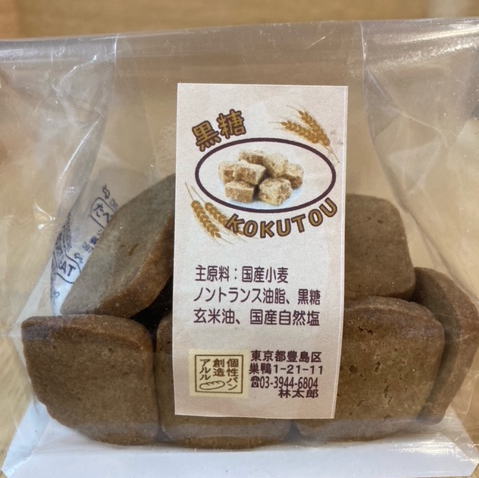 黒糖
KOKUTOU
主原料：国産小麦
ノントランス油脂、黒糖
玄米油、国産自然塩
個性パン
創造
アルル
東京都豊島区
巣鴨1-21-11
☎03-3944-6804
林太郎